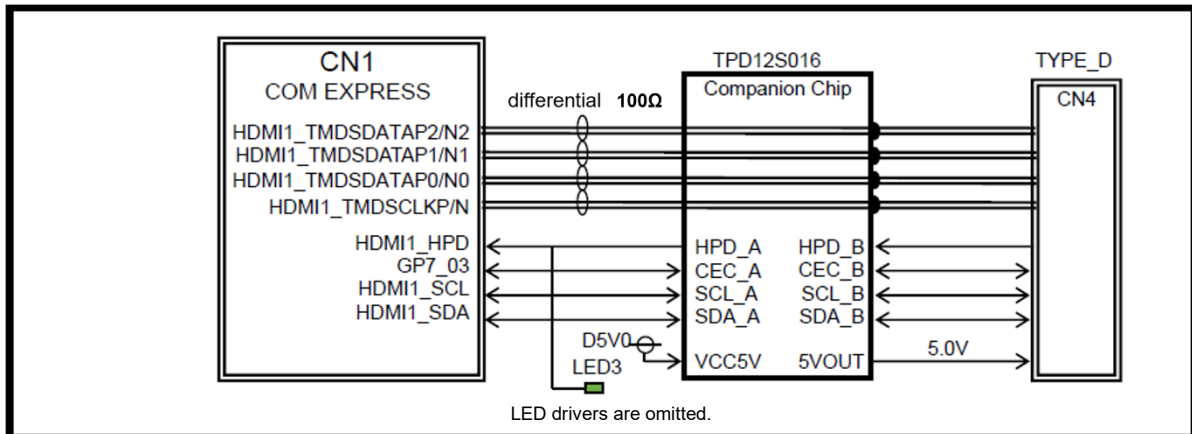 CN1
COM EXPRESS
HDMI1_TMDSDATAP2/N2
HDMI1_TMDSDATAP1/N1
HDMI1_TMDSDATAP0/N0
HDMI1_TMDSCLKP/N
HDMI1_HPD
GP7_03
HDMI1_SCL
HDMI1_SDA
differential 100Ω
D5V0
LED3
TPD12S016
Companion Chip
HPD_A HPD_B
CEC_A CEC_B
SCL_A SCL_B
SDA_A SDA_B
VCC5V 5VOUT
5.0V
TYPE_D
CN4
LED drivers are omitted.